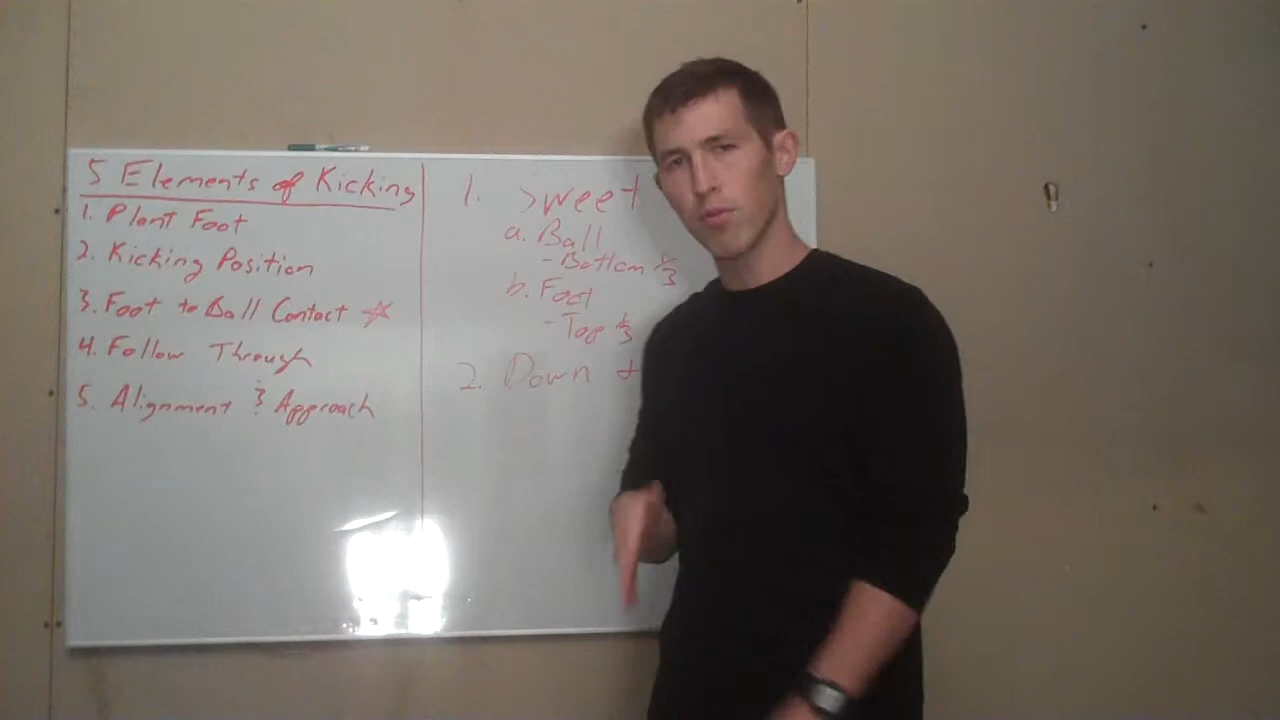 5 Elements of Kicking
1. Plant Foot
2. Kicking Position
3. Foot to Ball Contact
4. Follow Through
5. Alignment & Approach
1. Sweet
a. Ball
- Bottom 1/3
b. Foot
- Top 1/3
2. Down +